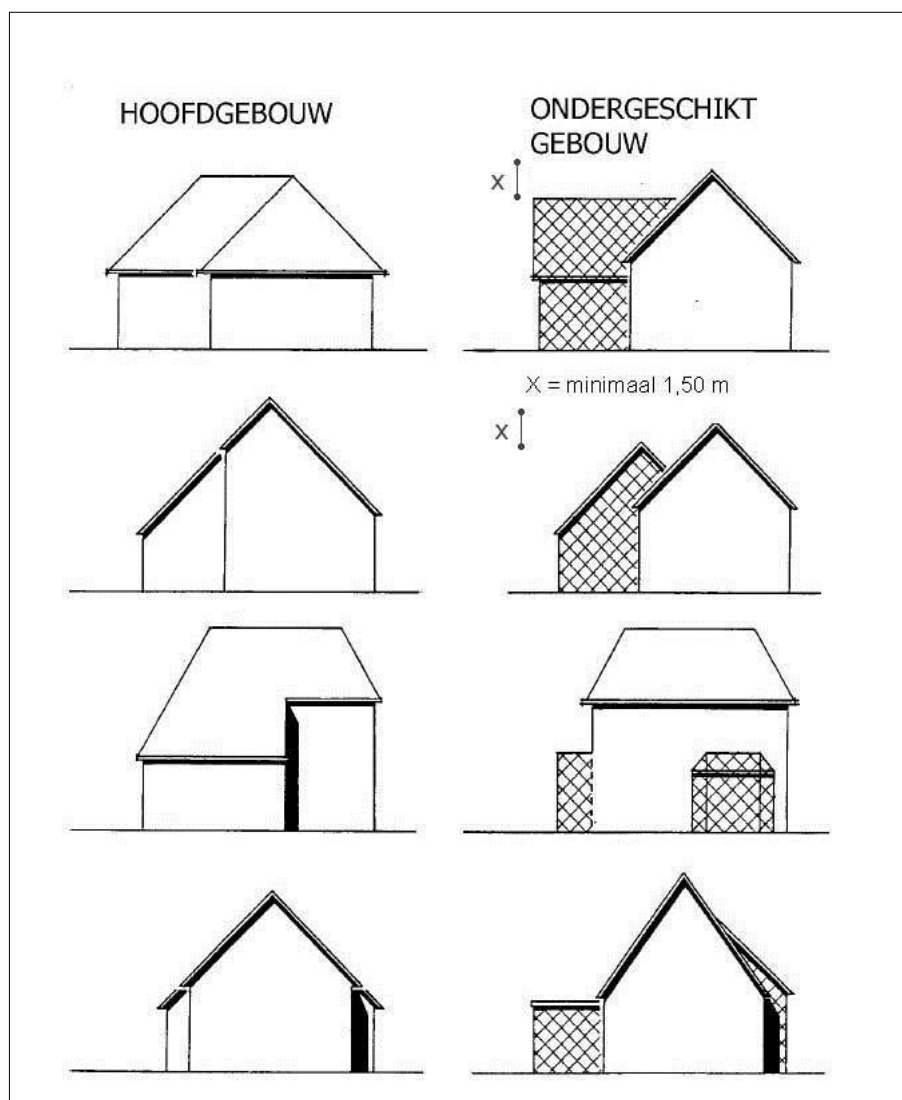 HOOFDGEBOUW
ONDERGESCHIKT
GEBOUW
X
X = minimaal 1,50 m
X